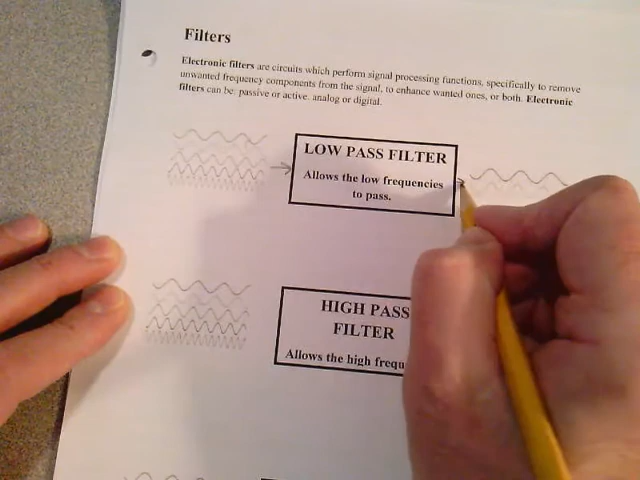 Filters
Electronic filters are circuits which perform signal processing functions, specifically to remove
unwanted frequency components from the signal, to enhance wanted ones, or both. Electronic
filters can be: passive or active. analog or digital.
LOW PASS FILTER
Allows the low frequencies
to pass.
HIGH PASS
FILTER
Allows the high